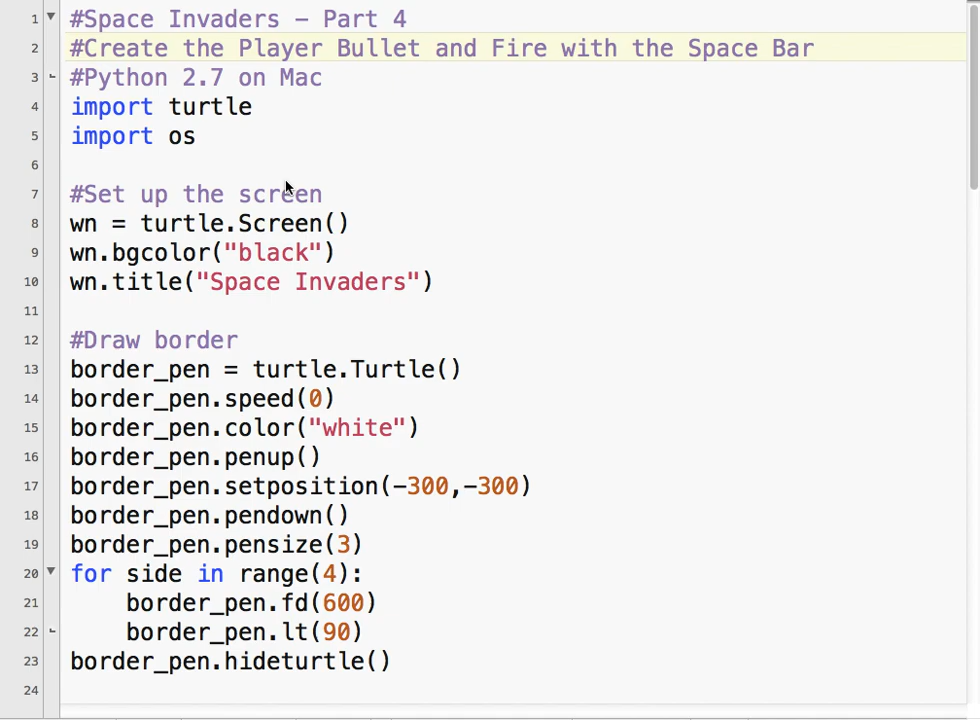 1 #Space Invaders - Part 4
2 #Create the Player Bullet and Fire with the Space Bar
3 #Python 2.7 on Mac
4 import turtle
5 import os
6
7 #Set up the screen
8 wn = turtle.Screen()
9 wn.bgcolor("black")
10 wn.title("Space Invaders")
11
12 #Draw border
13 border_pen = turtle.Turtle()
14 border_pen.speed(0)
15 border_pen.color("white")
16 border_pen.penup()
17 border_pen.setposition(-300,-300)
18 border_pen.pendown()
19 border_pen.pensize(3)
20 for side in range(4):
21     border_pen.fd(600)
22     border_pen.lt(90)
23 border_pen.hideturtle()
24